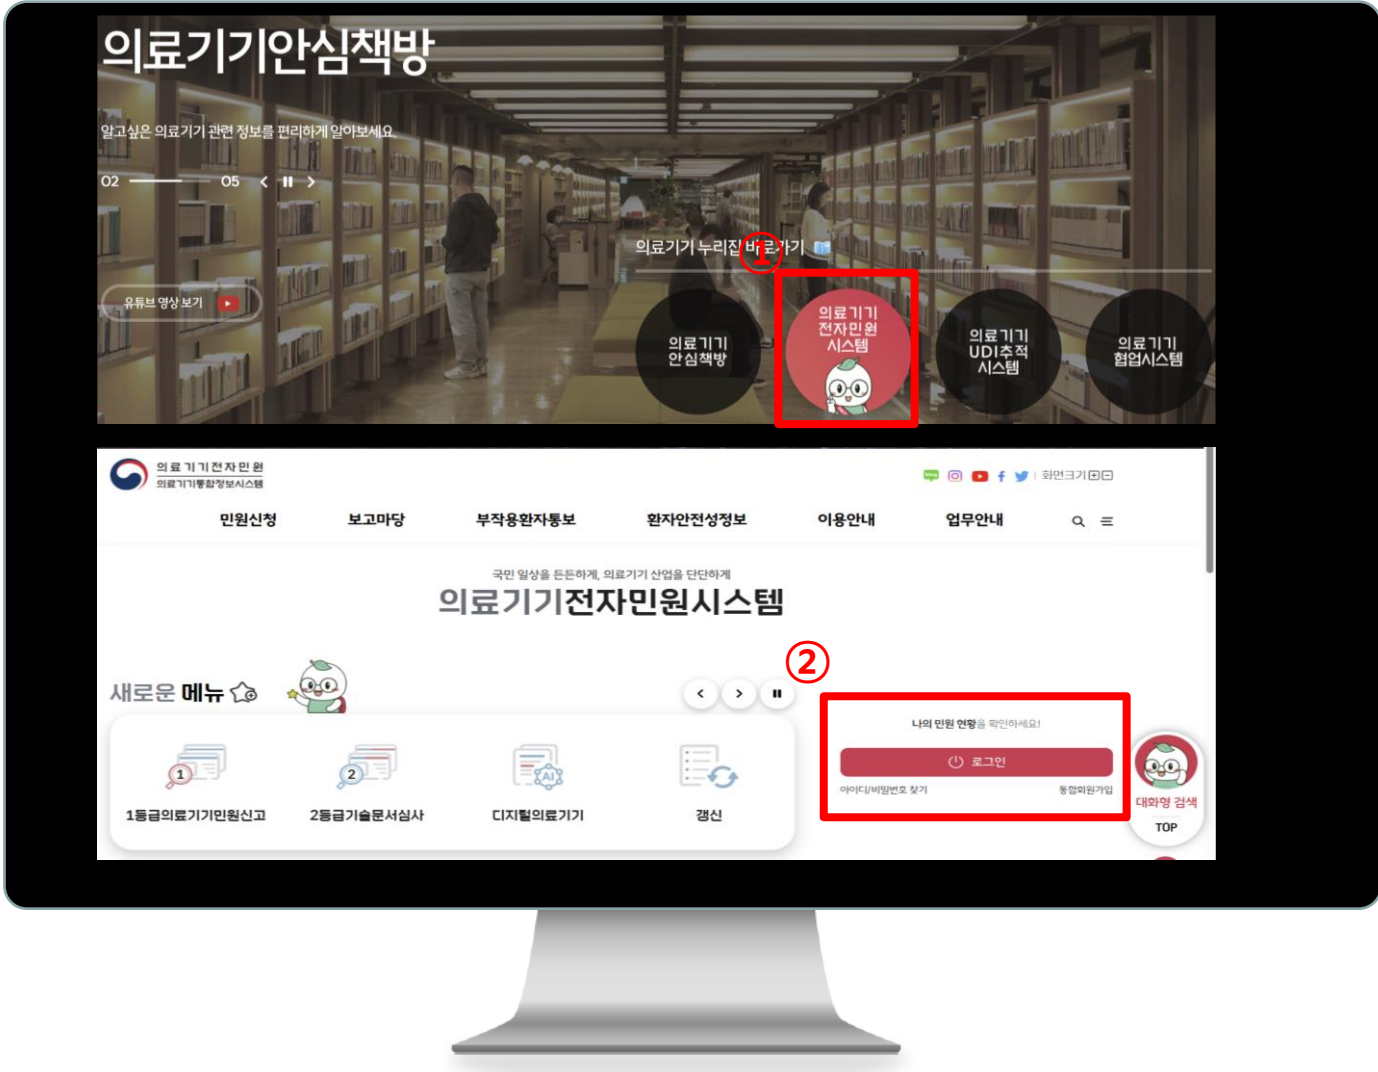 의료기기안심책방
알고싶은 의료기기 관련 정보를 편리하게 알아보세요.
02 05
유튜브 영상 보기
의료기기 누리집 바로가기
①
의료기기
안심책방
의료기기
전자민원
시스템
의료기기
UDI추적
시스템
의료기기
협업시스템
의료기기전자민원
의료기기통합정보시스템
화면크기
민원신청 보고마당 부작용환자통보 환자안전성정보 이용안내 업무안내
국민 일상을 든든하게, 의료기기 산업을 단단하게
의료기기전자민원시스템
②
새로운 메뉴
1
2
AI
1등급의료기기민원신고 2등급기술문서심사 디지털의료기기 갱신
나의 민원 현황을 확인하세요!
로그인
아이디/비밀번호 찾기 통합회원가입
대화형 검색
TOP